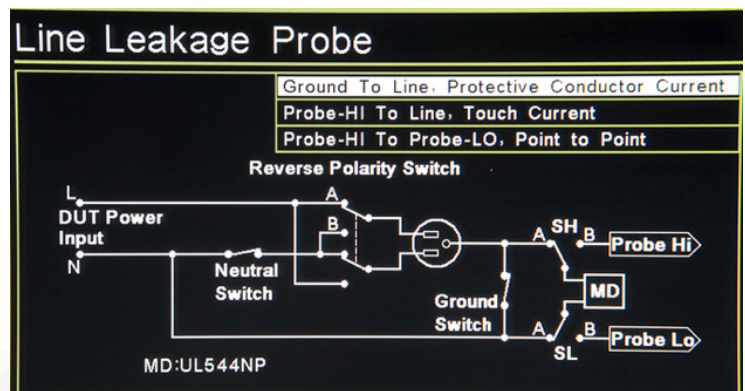 Line Leakage Probe
Ground To Line, Protective Conductor Current
Probe-HI To Line, Touch Current
Probe-HI To Probe-LO, Point to Point
Reverse Polarity Switch
L
A
DUT Power
Input
B
N
Neutral
Switch
A SH B Probe Hi
MD
Ground
Switch
A SL B Probe Lo
MD:UL544NP